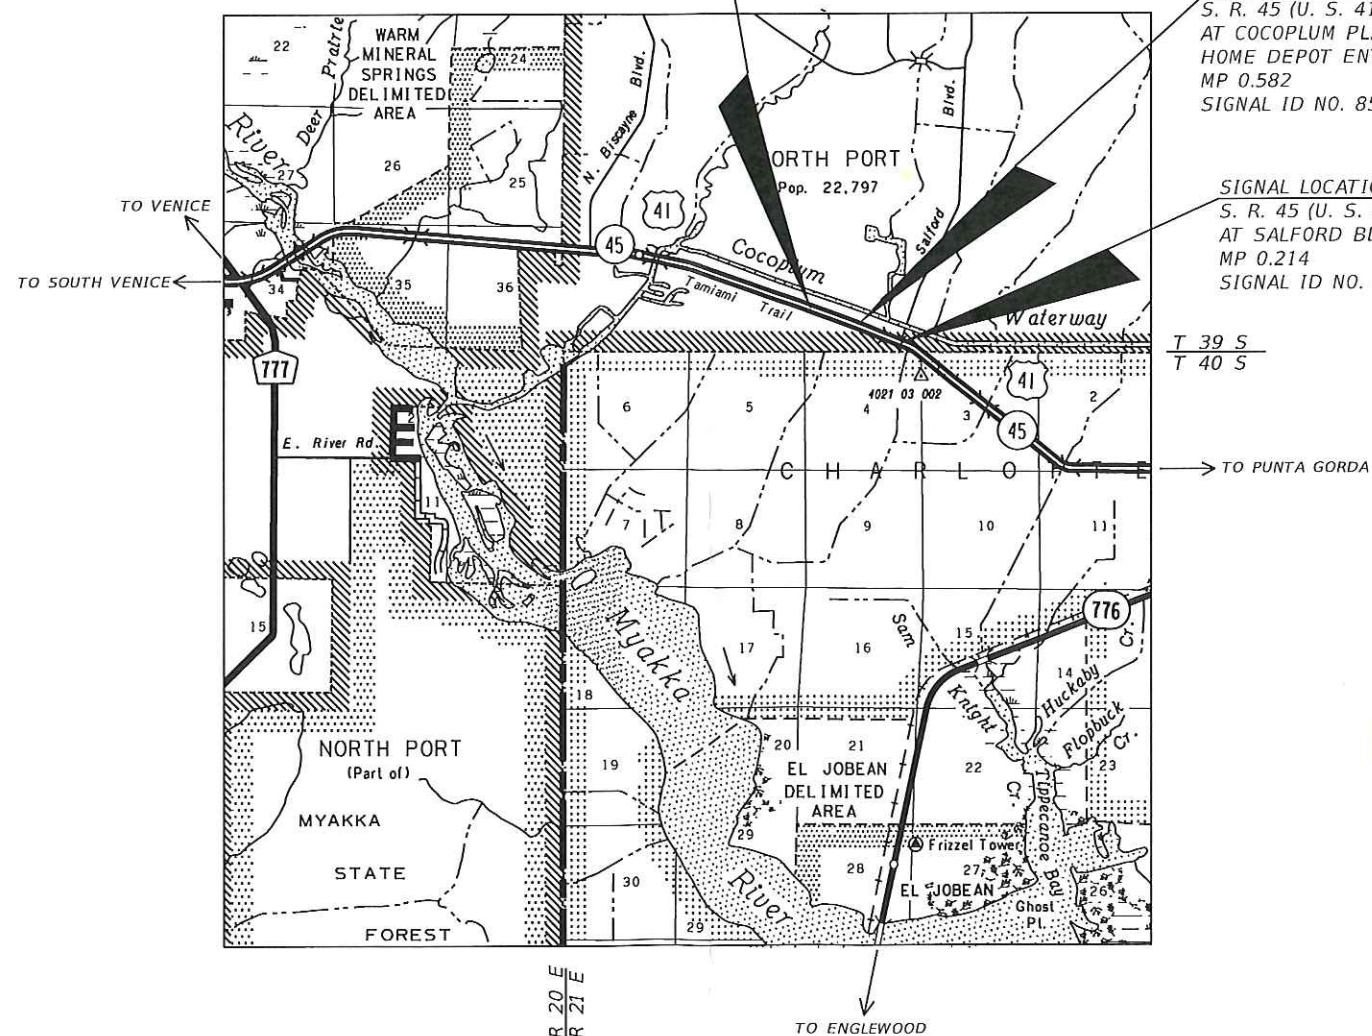 S. R. 45 (U. S. 41
AT COCOPLUM PL
HOME DEPOT EN
MP 0.582
SIGNAL ID NO. 8
SIGNAL LOCATIO
S. R. 45 (U. S.
AT SALFORD BL
MP 0.214
SIGNAL ID NO.
22
Prairie
Deer
River
WARM
MINERAL
SPRINGS
DELIMITED
AREA
24
27
26
25
N. Biscayne Blvd.
Blvd.
ORTH PORT
Pop. 22,797
41
45
Salford
Cocoplum
Waterway
Tamiami Trail
TO VENICE
TO SOUTH VENICE
34
35
36
777
T 39 S
T 40 S
41
4021 03 002
6
5
4
3
2
45
E. River Rd.
2
CHARLOTTE
TO PUNTA GORDA
11
7
8
9
10
11
15
Myakka
River
17
16
15
14
776
Sam
Knight
Cr.
Huckaby
Cr.
Flopbuck
Cr.
18
19
20
21
22
23
NORTH PORT
(Part of)
MYAKKA
STATE
FOREST
EL JOBEAN
DELIMITED
AREA
29
30
29
28
27
26
Frizzel Tower
EL JOBEAN
Tippecanoe Bay
Ghost
Pt.
R 20 E
R 21 E
TO ENGLEWOOD